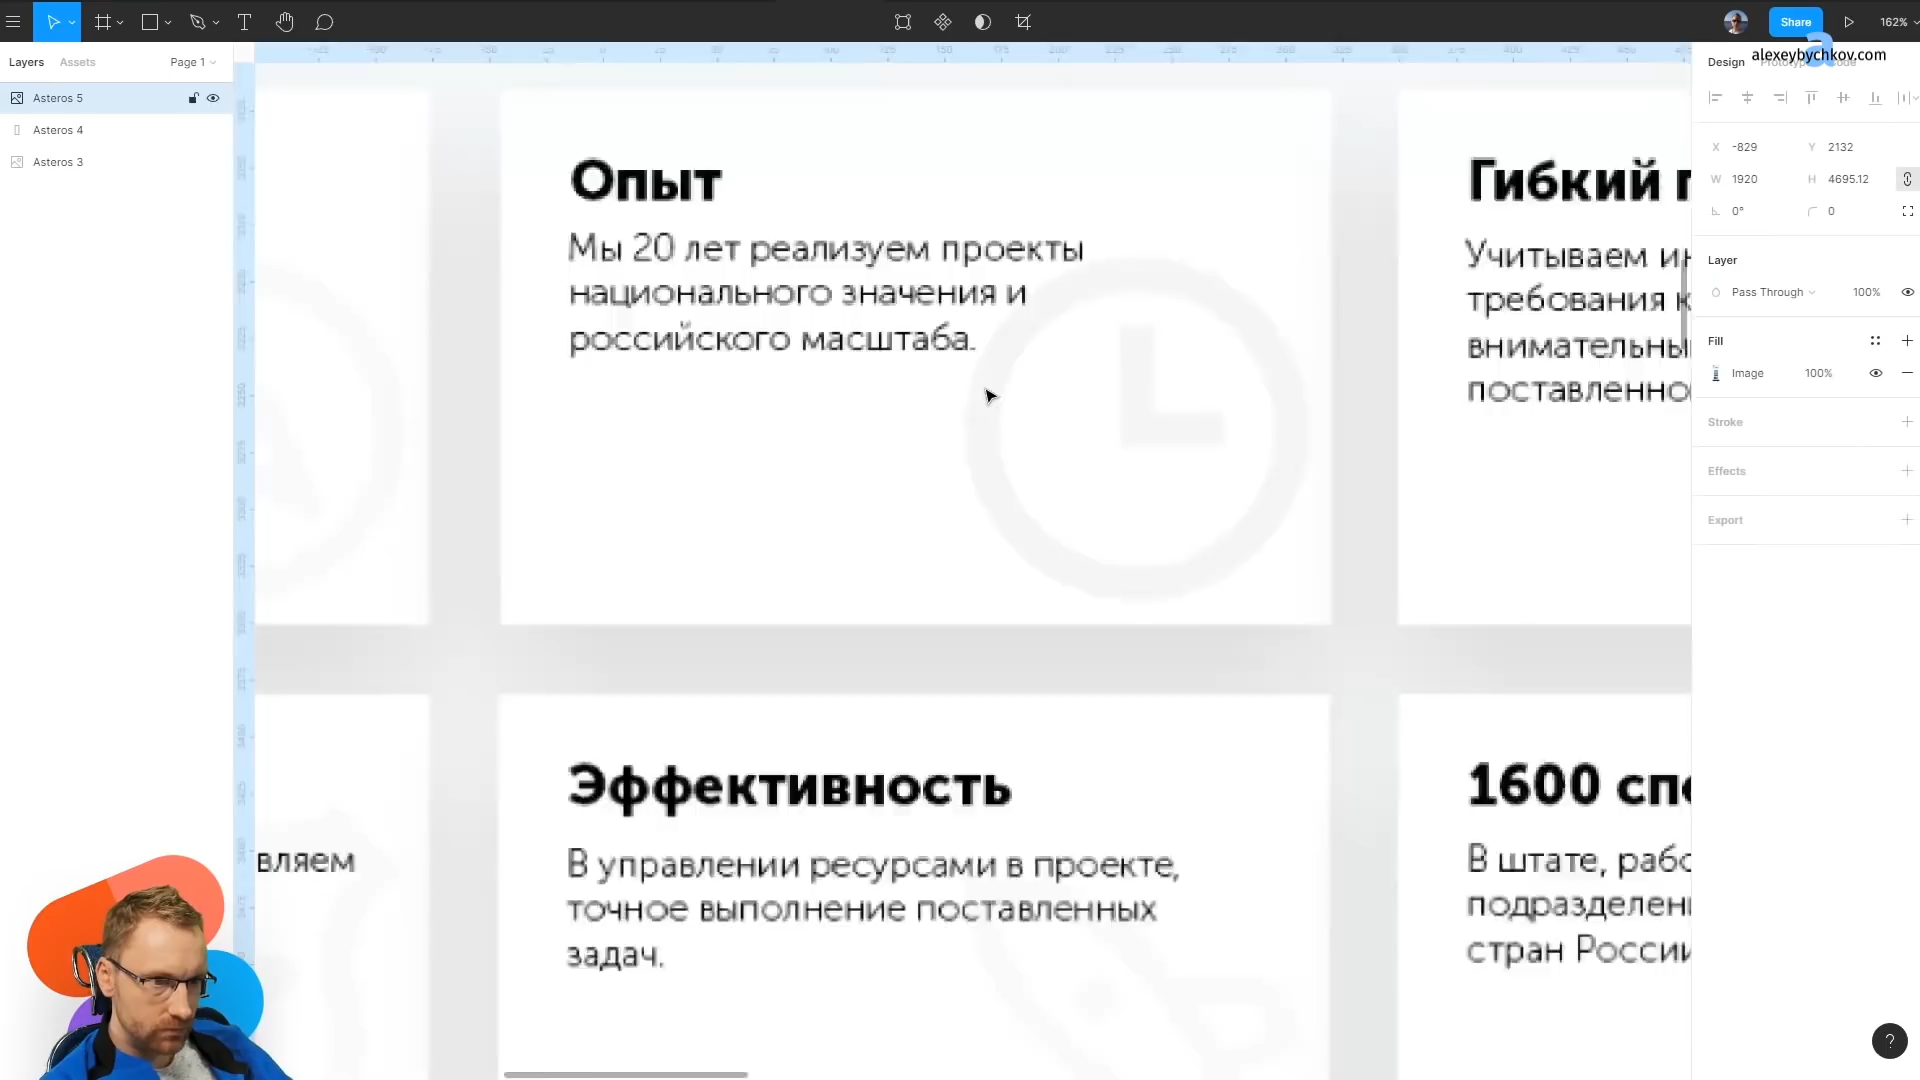 Share
162%
alexeybychkov.com
Layers
Assets
Page 1
Design
Asteros 5
Asteros 4
Asteros 3
X -829
Y 2132
W 1920
H 4695.12
0°
0
Layer
Pass Through
100%
Fill
Image
100%
Stroke
Effects
Export
Опыт
Мы 20 лет реализуем проекты
национального значения и
российского масштаба.
Гибкий
Учитываем
требования
внимательны
поставленно
Эффективность
В управлении ресурсами в проекте,
точное выполнение поставленных
задач.
1600 спе
В штате, рабо
подразделен
стран России
вляем
?